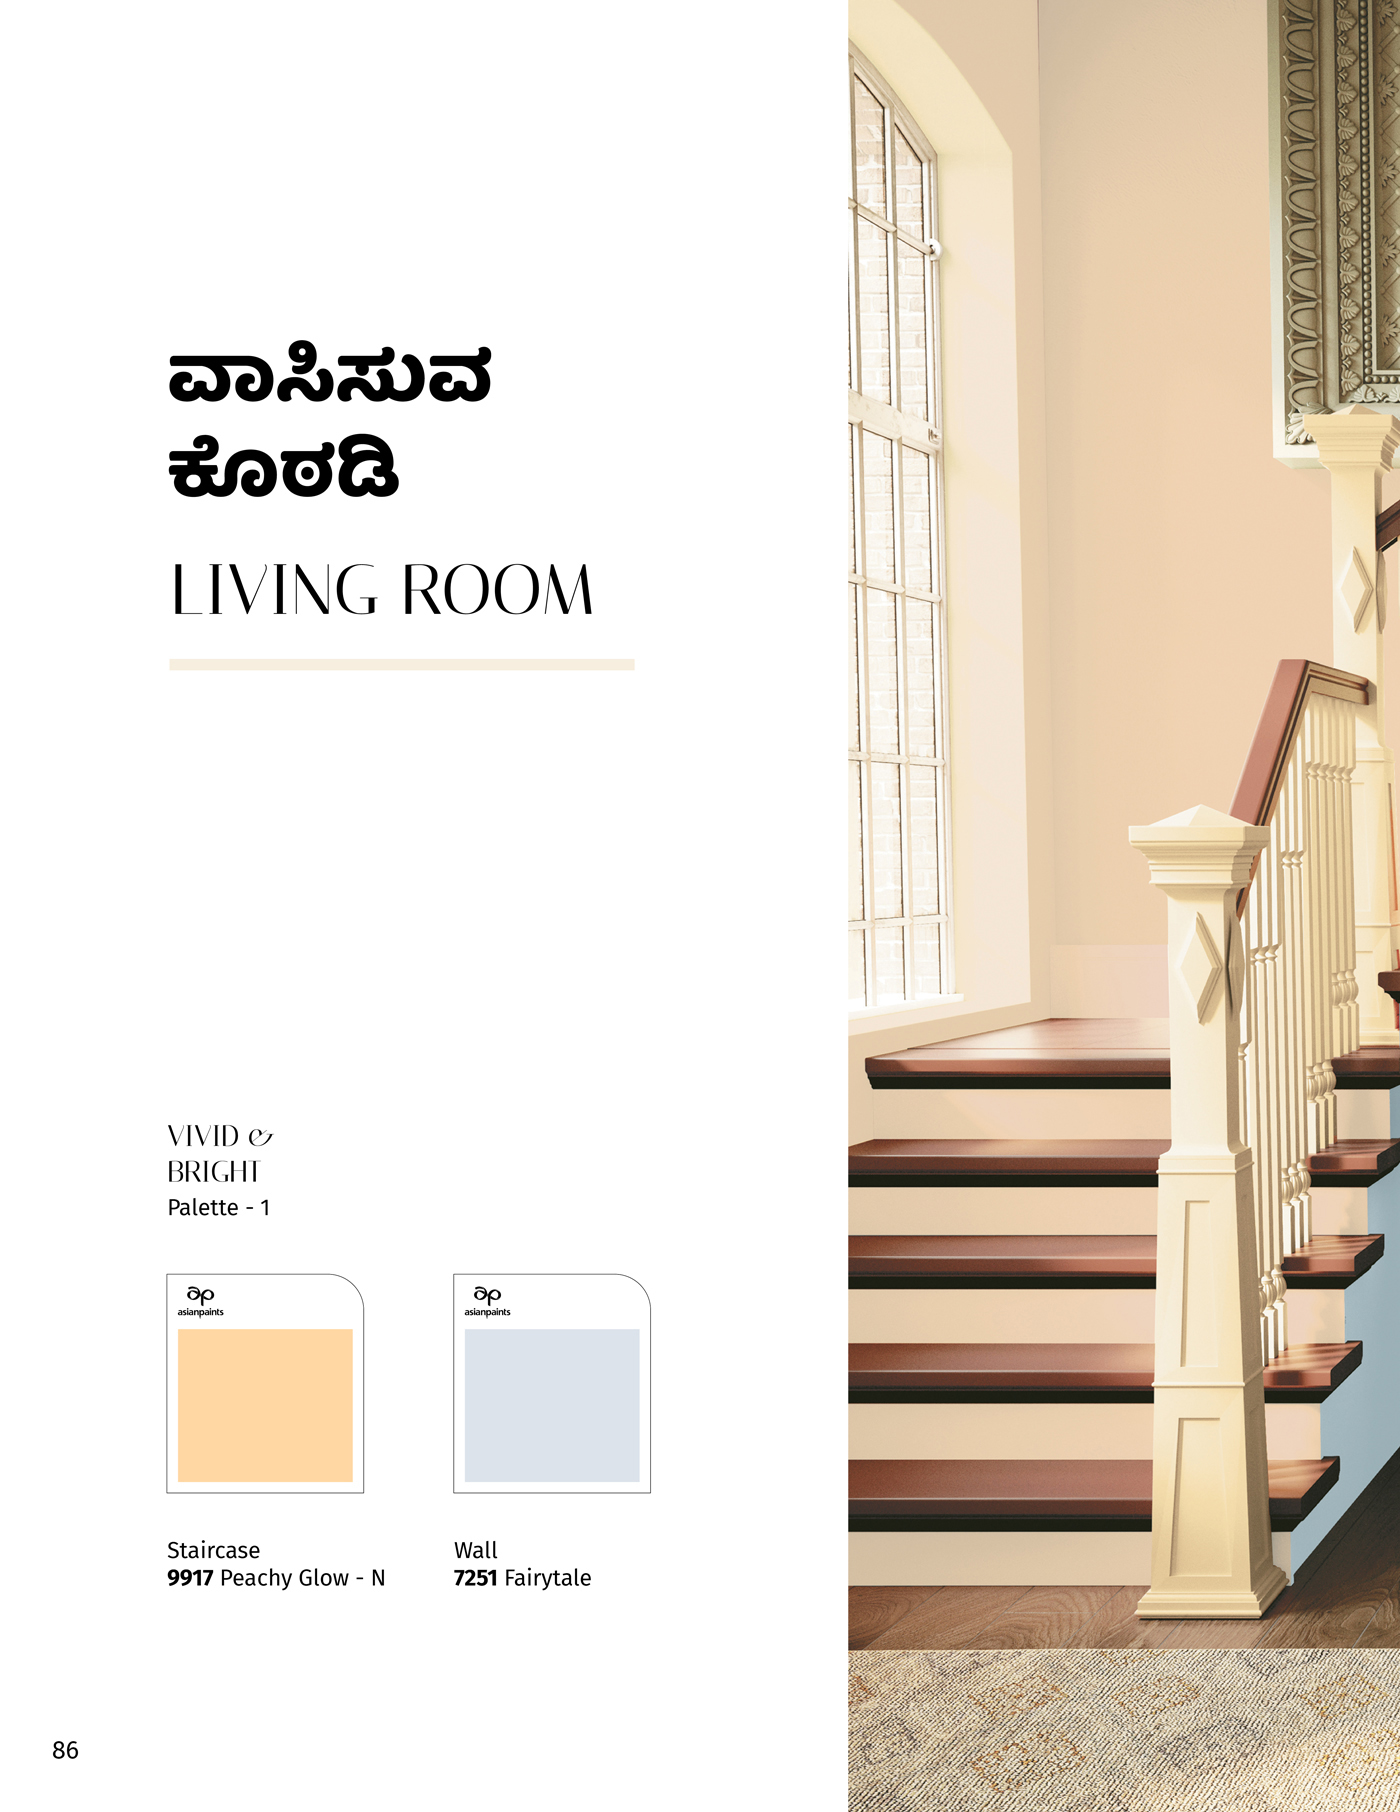 ವಾಸಿಸುವ
ಕೊಠಡಿ
LIVING ROOM
VIVID &
BRIGHT
Palette - 1
asianpaints
asianpaints
Staircase
9917 Peachy Glow - N
Wall
7251 Fairytale
86